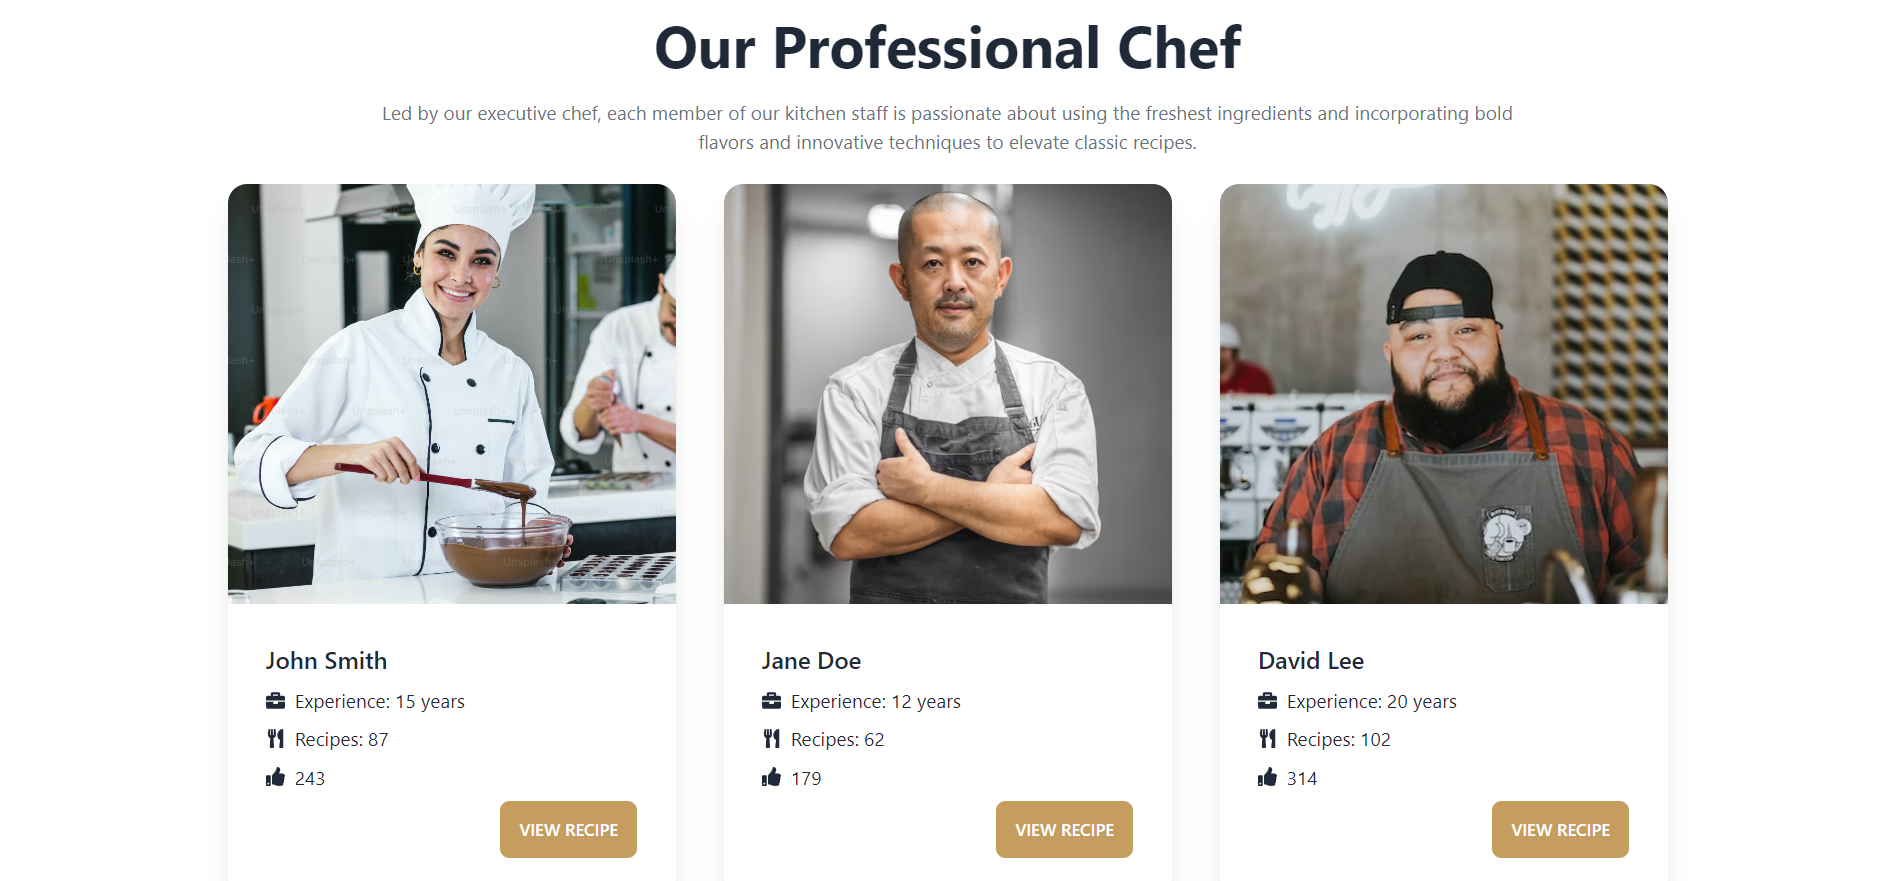 Our Professional Chef
Led by our executive chef, each member of our kitchen staff is passionate about using the freshest ingredients and incorporating bold
flavors and innovative techniques to elevate classic recipes.
John Smith
Experience: 15 years
Recipes: 87
243
VIEW RECIPE
Jane Doe
Experience: 12 years
Recipes: 62
179
VIEW RECIPE
David Lee
Experience: 20 years
Recipes: 102
314
VIEW RECIPE